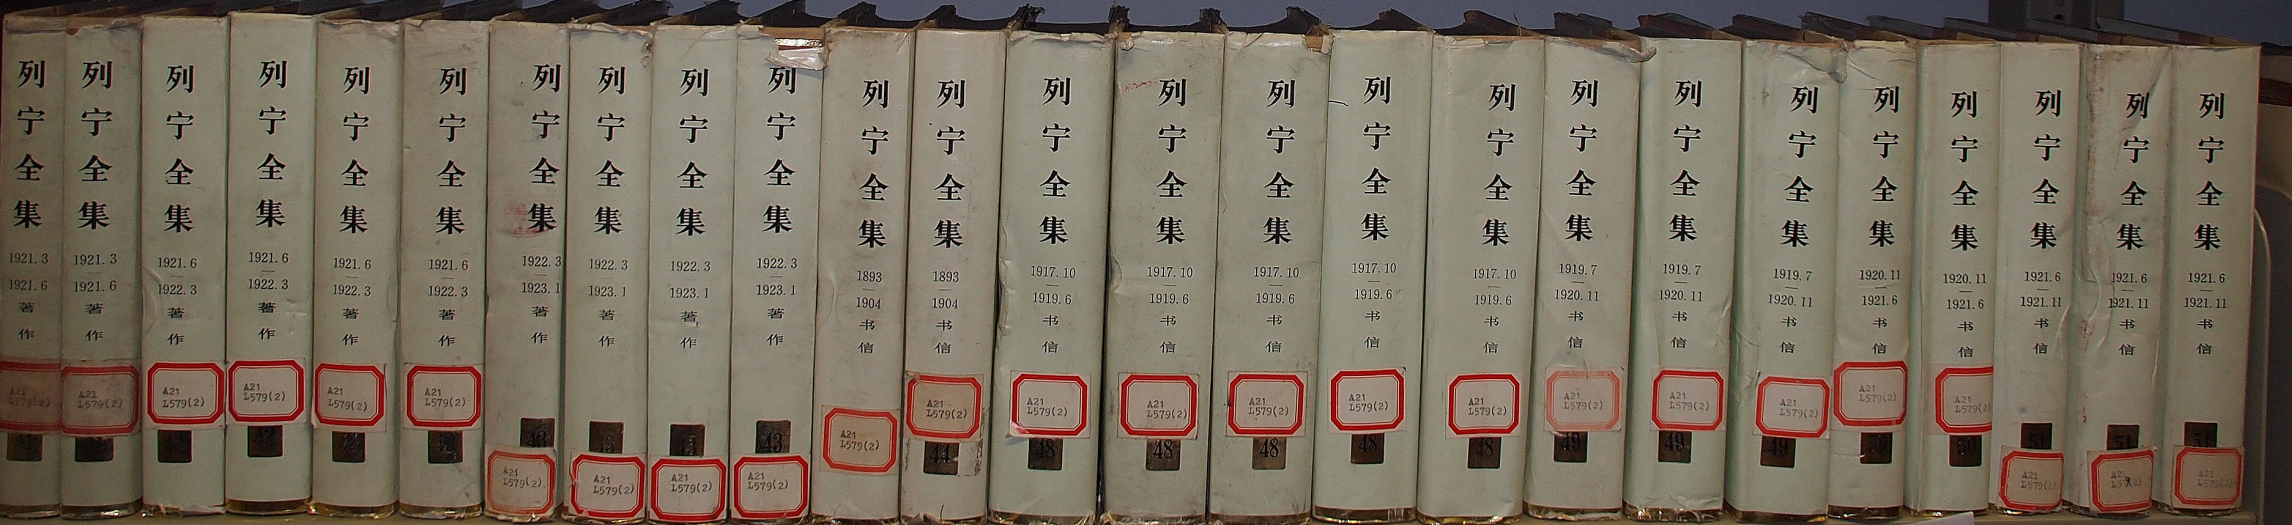 列宁全集
1921.3
—
1921.6
著作
A21
L579(2)
列宁全集
1921.3
—
1921.6
著作
A21
L579(2)
列宁全集
1921.6
—
1922.3
著作
A21
L579(2)
列宁全集
1921.6
—
1922.3
著作
A21
L579(2)
42
列宁全集
1921.6
—
1922.3
著作
A21
L579(2)
列宁全集
1921.6
—
1922.3
著作
A21
L579(2)
列宁全集
1922.3
—
1923.1
著作
43
A21
L579(2)
列宁全集
1922.3
—
1923.1
著作
A21
L579(2)
列宁全集
1922.3
—
1923.1
著作
A21
L579(2)
列宁全集
1922.3
—
1923.1
著作
43
A21
L579(2)
列宁全集
1893
—
1904
书信
A21
L579(2)
列宁全集
1893
—
1904
书信
A21
L579(2)
44
列宁全集
1917.10
—
1919.6
书信
A21
L579(2)
48
列宁全集
1917.10
—
1919.6
书信
A21
L579(2)
48
列宁全集
1917.10
—
1919.6
书信
A21
L579(2)
48
列宁全集
1917.10
—
1919.6
书信
A21
L579(2)
48
列宁全集
1917.10
—
1919.6
书信
A21
L579(2)
48
列宁全集
1919.7
—
1920.11
书信
A21
L579(2)
49
列宁全集
1919.7
—
1920.11
书信
A21
L579(2)
49
列宁全集
1919.7
—
1920.11
书信
A21
L579(2)
49
列宁全集
1920.11
—
1921.6
书信
A21
L579(2)
50
列宁全集
1920.11
—
1921.6
书信
A21
L579(2)
50
列宁全集
1921.6
—
1921.11
书信
51
A21
L579(2)
列宁全集
1921.6
—
1921.11
书信
51
A21
列宁全集
1921.6
—
1921.11
书信
51
A21
L579(2)